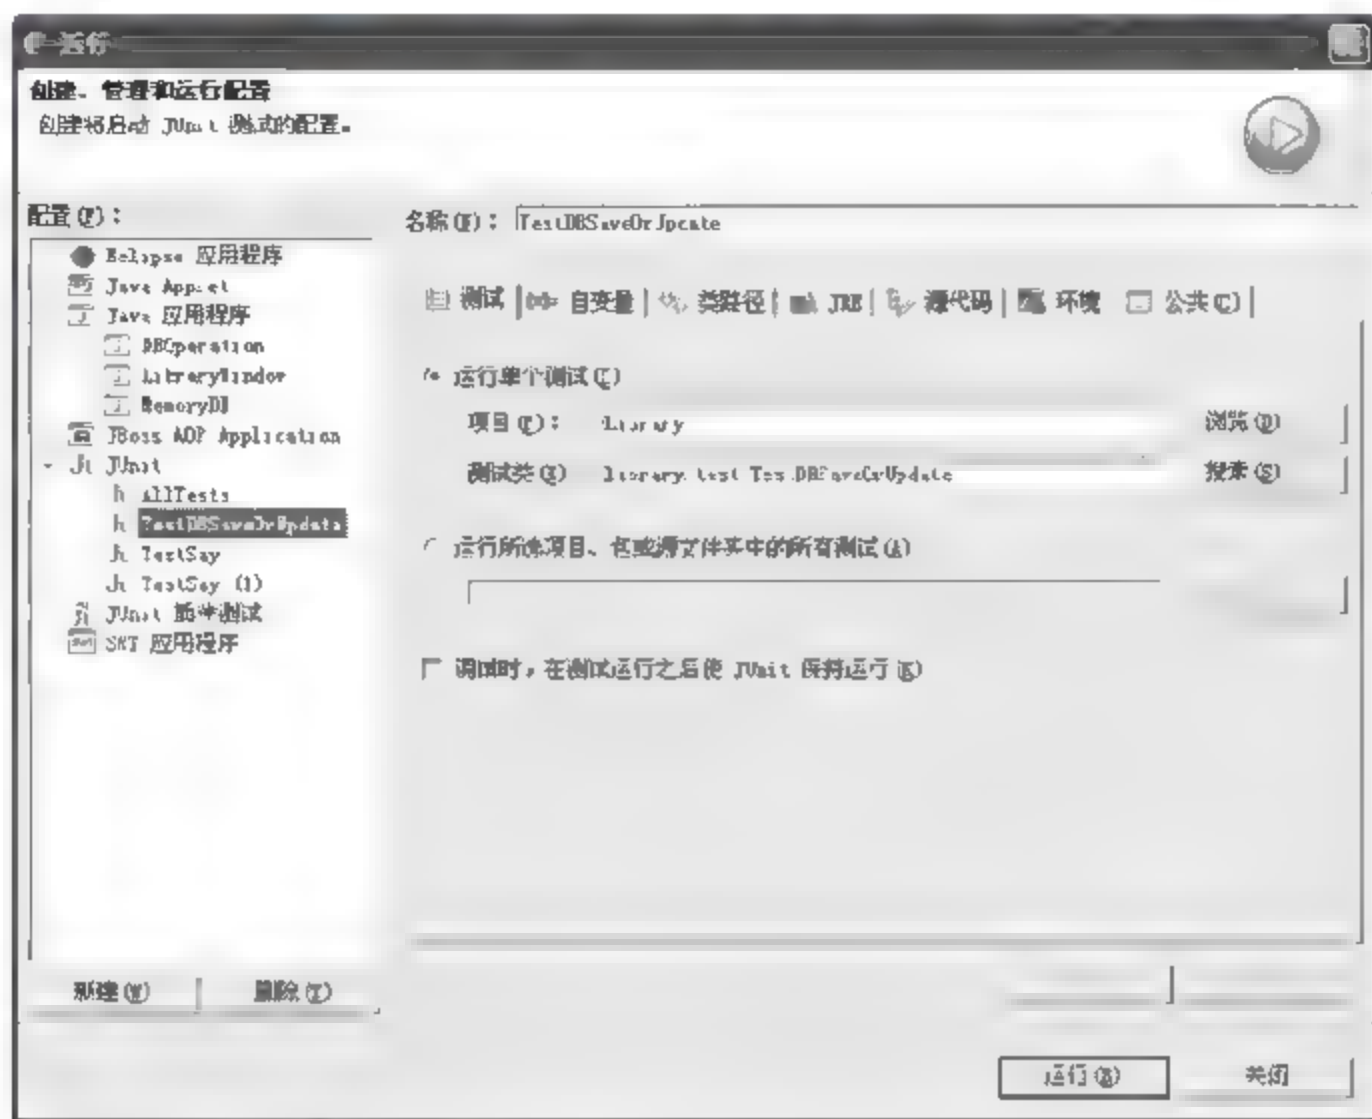 运行
创建、管理和运行配置
创建将启动 JUnit 测试的配置。
配置(F):
Eclipse 应用程序
Java Applet
Java 应用程序
DBOperation
LibraryWindow
MemoryDB
JBoss AOP Application
JUnit
AllTests
TestDBSaveOrUpdate
TestSay
TestSay (1)
JUnit 插件测试
SWT 应用程序
新建(W)
删除(T)
名称(N): TestDBSaveOrUpdate
测试 自变量 类路径 JRE 源代码 环境 公共(C)
运行单个测试(T)
项目(P): Library 浏览(B)
测试类(E) library.test.TestDBSaveOrUpdate 搜索(S)
运行所选项目、包或源文件夹中的所有测试(A)
调试时,在测试运行之后使 JUnit 保持运行(K)
运行(R) 关闭